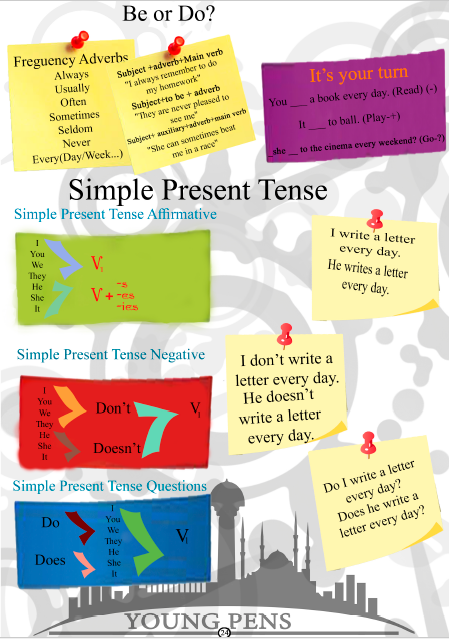 Be or Do?
Freguency Adverbs
Always
Usually
Often
Sometimes
Seldom
Never
Every(Day/Week...)
Subject +adverb+Main verb
"I always remember to do
my homework"
Subject+to be + adverb
"They are never pleased to
see me"
Subject+ auxiliary+adverb+main verb
"She can sometimes beat
me in a race"
It's your turn
You ___ a book every day. (Read) (-)
It ___ to ball. (Play-+)
_she __ to the cinema every weekend? (Go-?)
Simple Present Tense
Simple Present Tense Affirmative
I
You
We
They
He
She
It
V1
V + -s
-es
-ies
I write a letter
every day.
He writes a letter
every day.
Simple Present Tense Negative
I
You
We
They
He
She
It
Don't
Doesn't
V1
I don't write a
letter every day.
He doesn't
write a letter
every day.
Simple Present Tense Questions
Do
Does
I
You
We
They
He
She
It
V1
Do I write a letter
every day?
Does he write a
letter every day?
YOUNG PENS
24